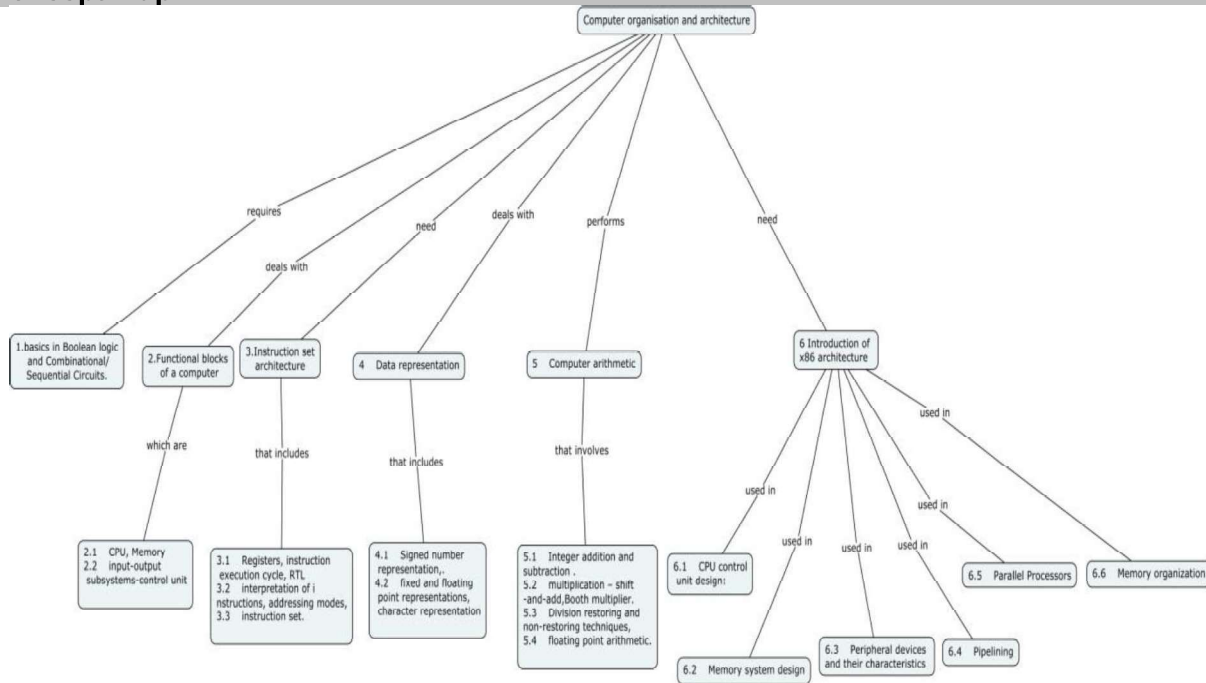 Computer organisation and architecture
requires
deals with
need
deals with
performs
need
1.basics in Boolean logic
and Combinational/
Sequential Circuits.
2.Functional blocks
of a computer
3.Instruction set
architecture
4 Data representation
5 Computer arithmetic
6 Introduction of
x86 architecture
which are
that includes
that includes
that involves
used in
used in
used in
used in
used in
used in
2.1 CPU, Memory
2.2 input-output
subsystems-control unit
3.1 Registers, instruction
execution cycle, RTL
3.2 interpretation of i
nstructions, addressing modes,
3.3 instruction set.
4.1 Signed number
representation,.
4.2 fixed and floating
point representations,
character representation
5.1 Integer addition and
subtraction .
5.2 multiplication – shift
-and-add,Booth multiplier.
5.3 Division restoring and
non-restoring techniques,
5.4 floating point arithmetic.
6.1 CPU control
unit design:
6.2 Memory system design
6.3 Peripheral devices
and their characteristics
6.4 Pipelining
6.5 Parallel Processors
6.6 Memory organization